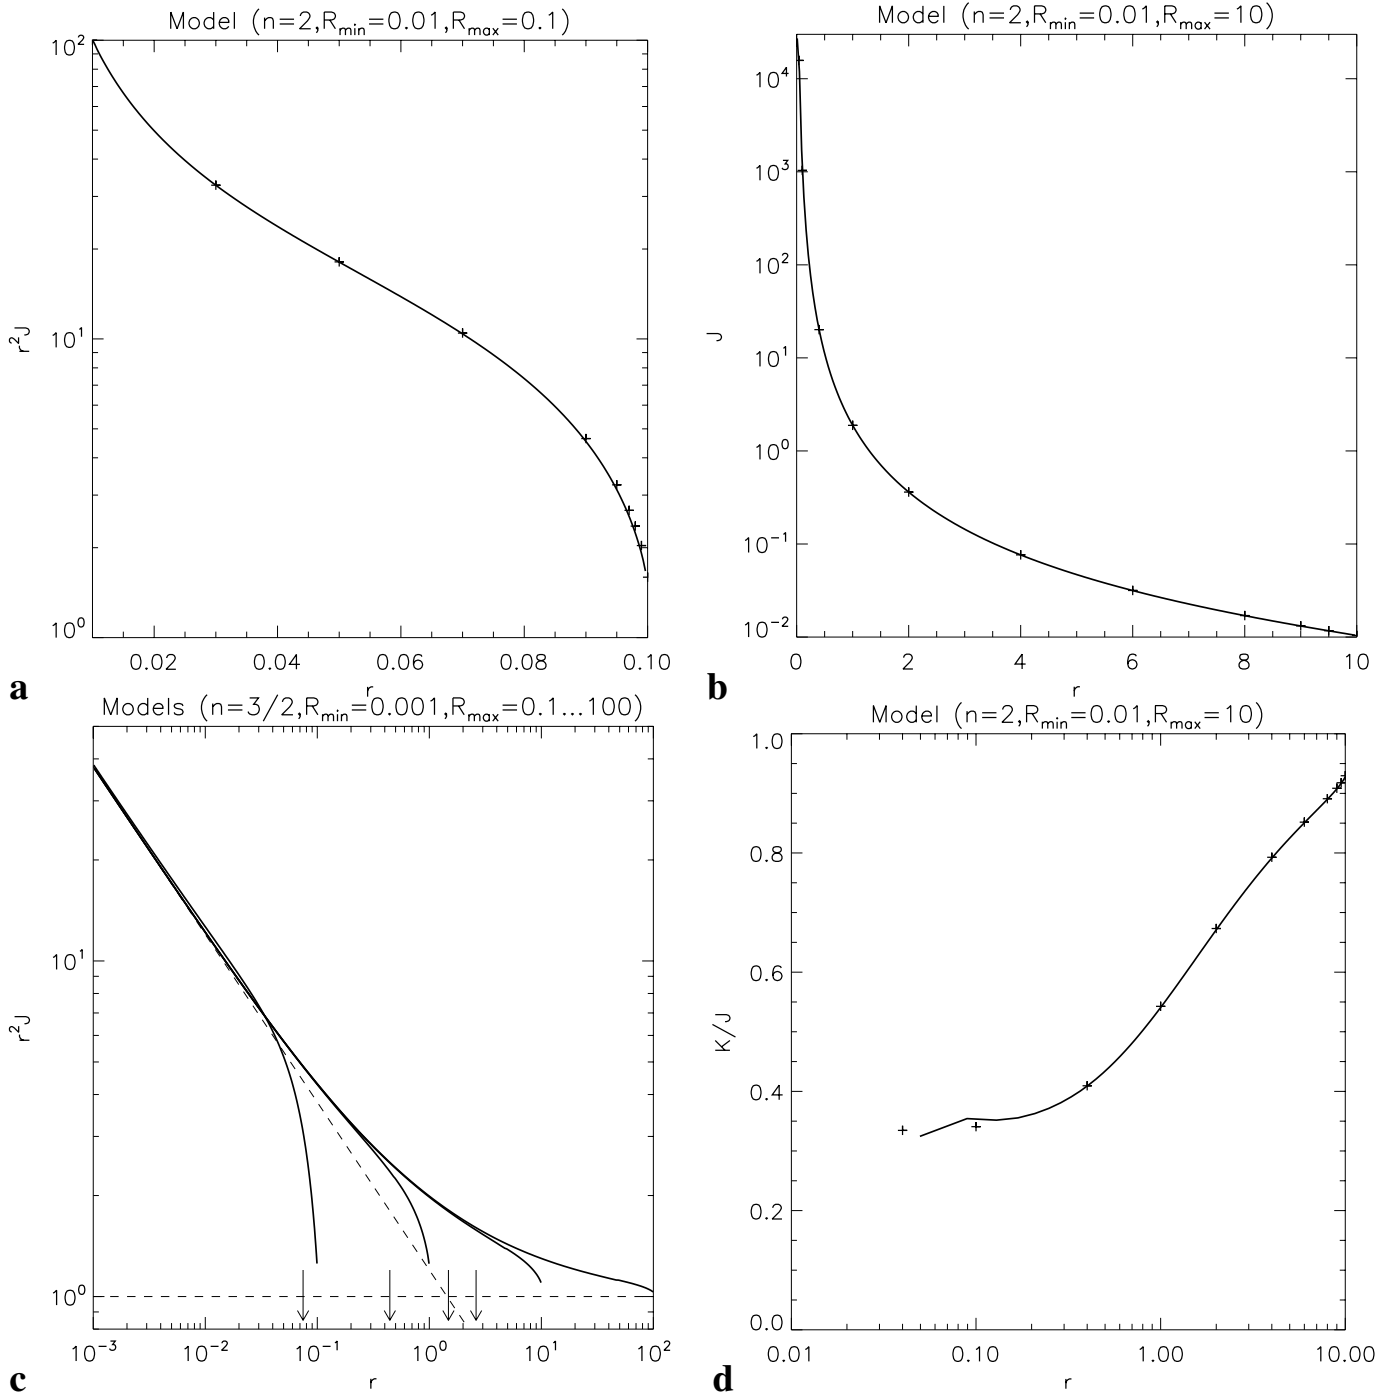 Model (n=2,R_min=0.01,R_max=0.1)
10^2
10^1
10^0
r^2J
0.02 0.04 0.06 0.08 0.10
r
a
Model (n=2,R_min=0.01,R_max=10)
10^4
10^3
10^2
10^1
10^0
10^-1
10^-2
J
0 2 4 6 8 10
r
b
Models (n=3/2,R_min=0.001,R_max=0.1...100)
10^1
10^0
r^2J
10^-3 10^-2 10^-1 10^0 10^1 10^2
r
c
Model (n=2,R_min=0.01,R_max=10)
1.0
0.8
0.6
0.4
0.2
0.0
K/J
0.01 0.10 1.00 10.00
r
d